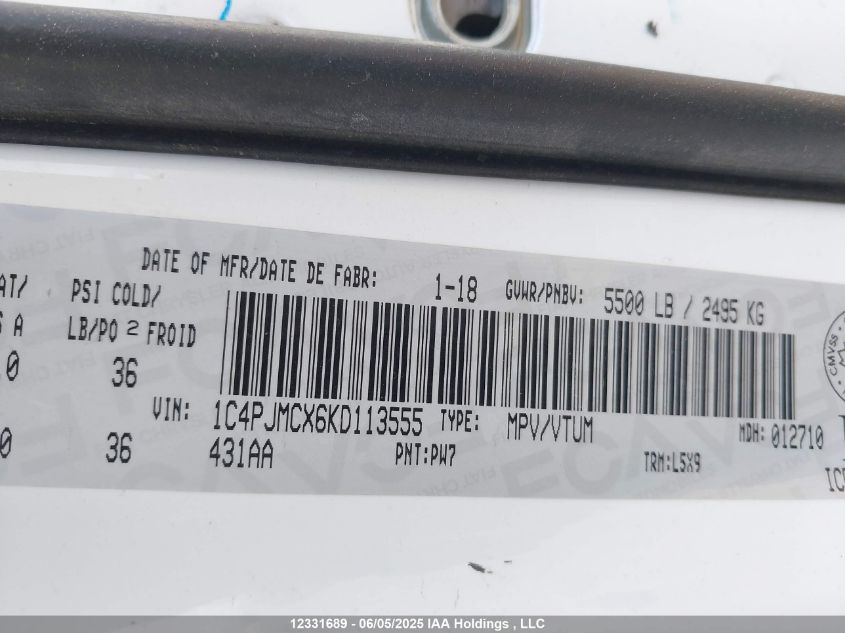 DATE OF MFR/DATE DE FABR: 1-18 GVWR/PNBV: 5500 LB / 2495 KG
AT/ PSI COLD/
A LB/PO 2 FROID
0 36
VIN: 1C4PJMCX6KD113555 TYPE: MPV/VTUM MDH: 012710
0 36 431AA PNT:PW7 TRM:L5X9
CMVSS
12331689 - 06/05/2025 IAA Holdings , LLC